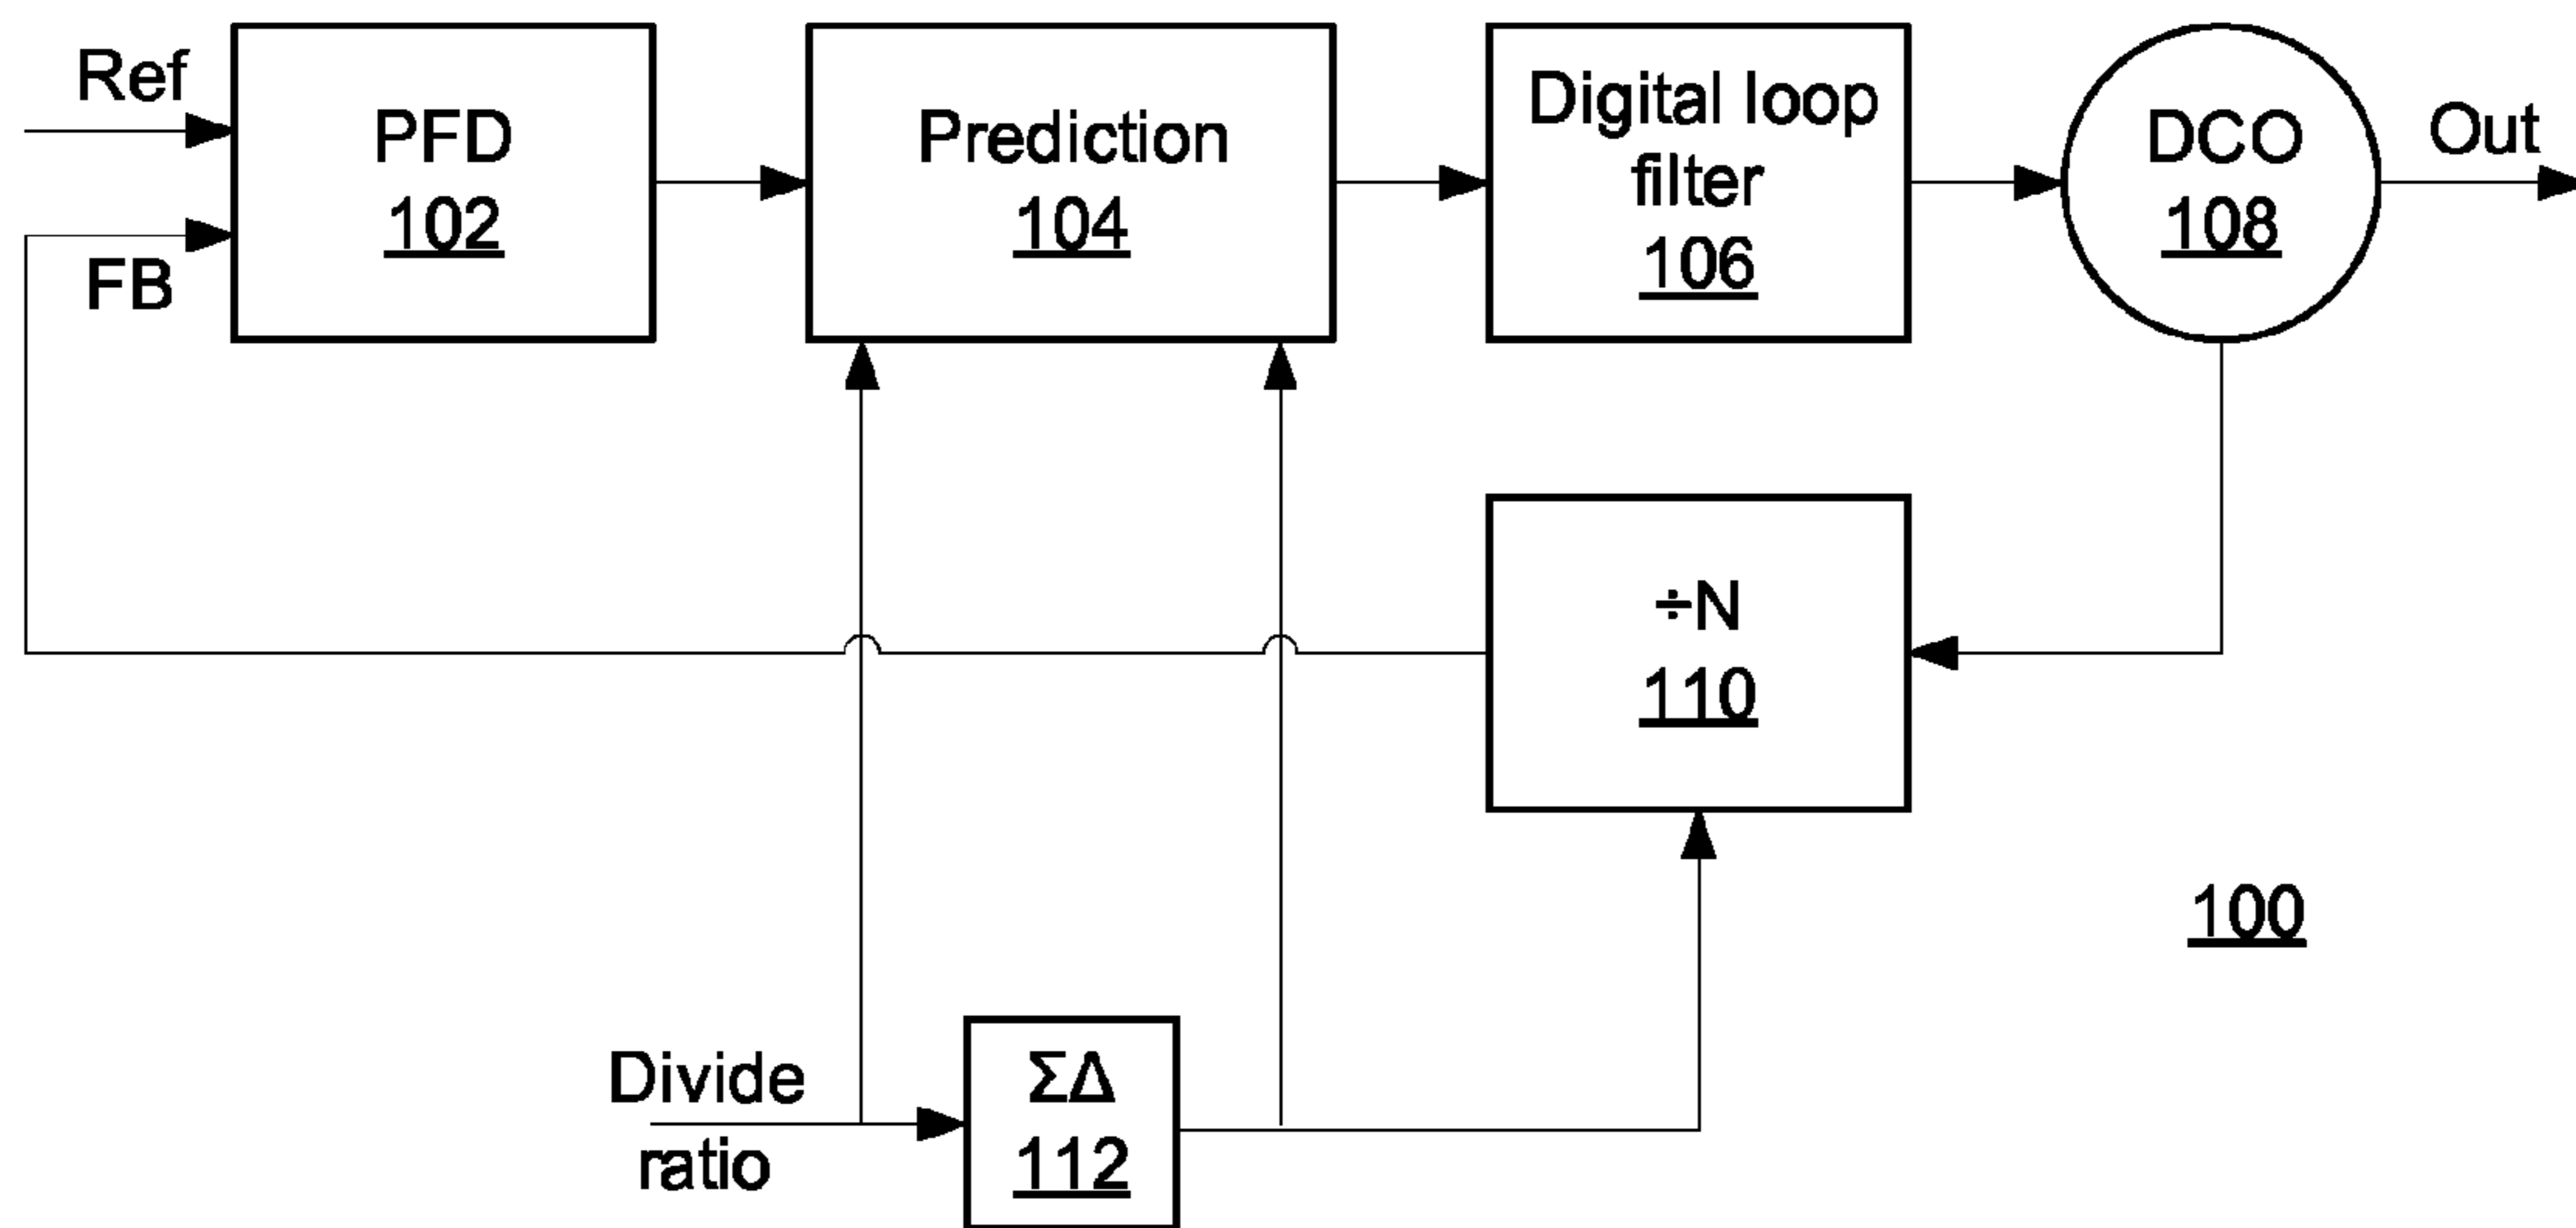 Ref
FB
PFD
102
Prediction
104
Digital loop
filter
106
DCO
108
Out
÷N
110
100
Divide
ratio
ΣΔ
112